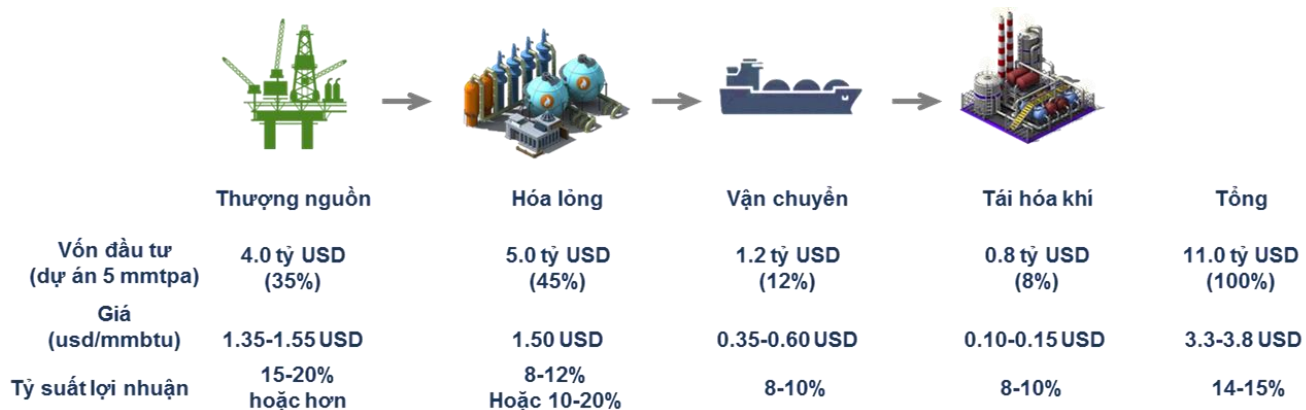 Thượng nguồn Hóa lỏng Vận chuyển Tái hóa khí Tổng
Vốn đầu tư
(dự án 5 mmtpa)
4.0 tỷ USD
(35%)
5.0 tỷ USD
(45%)
1.2 tỷ USD
(12%)
0.8 tỷ USD
(8%)
11.0 tỷ USD
(100%)
Giá
(usd/mmbtu)
1.35-1.55 USD
1.50 USD
0.35-0.60 USD
0.10-0.15 USD
3.3-3.8 USD
Tỷ suất lợi nhuận
15-20%
hoặc hơn
8-12%
Hoặc 10-20%
8-10%
8-10%
14-15%